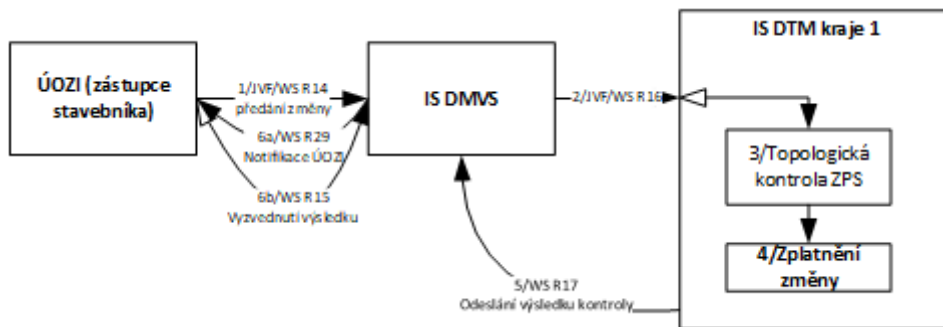 IS DTM kraje 1
ÚOZI (zástupce
stavebníka)
1/JVF/WS R14
předání změny
6a/WS R29
Notifikace ÚOZI
6b/WS R15
Vyzvednutí výsledku
IS DMVS
2/JVF/WS R16
3/Topologická
kontrola ZPS
4/Zplatnění
změny
5/WS R17
Odeslání výsledku kontroly